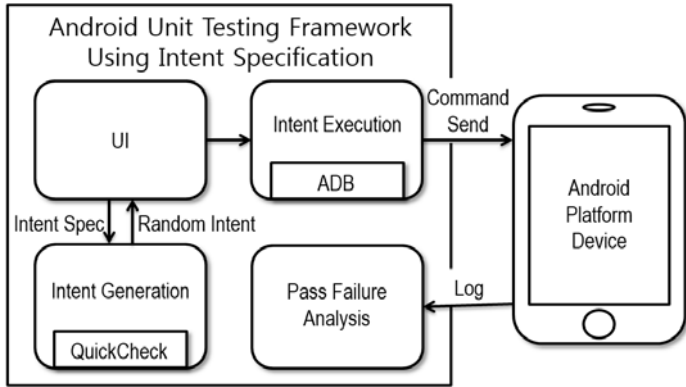 Android Unit Testing Framework
Using Intent Specification
UI
Intent Execution
ADB
Command
Send
Android
Platform
Device
Intent Spec
Random Intent
Intent Generation
QuickCheck
Pass Failure
Analysis
Log